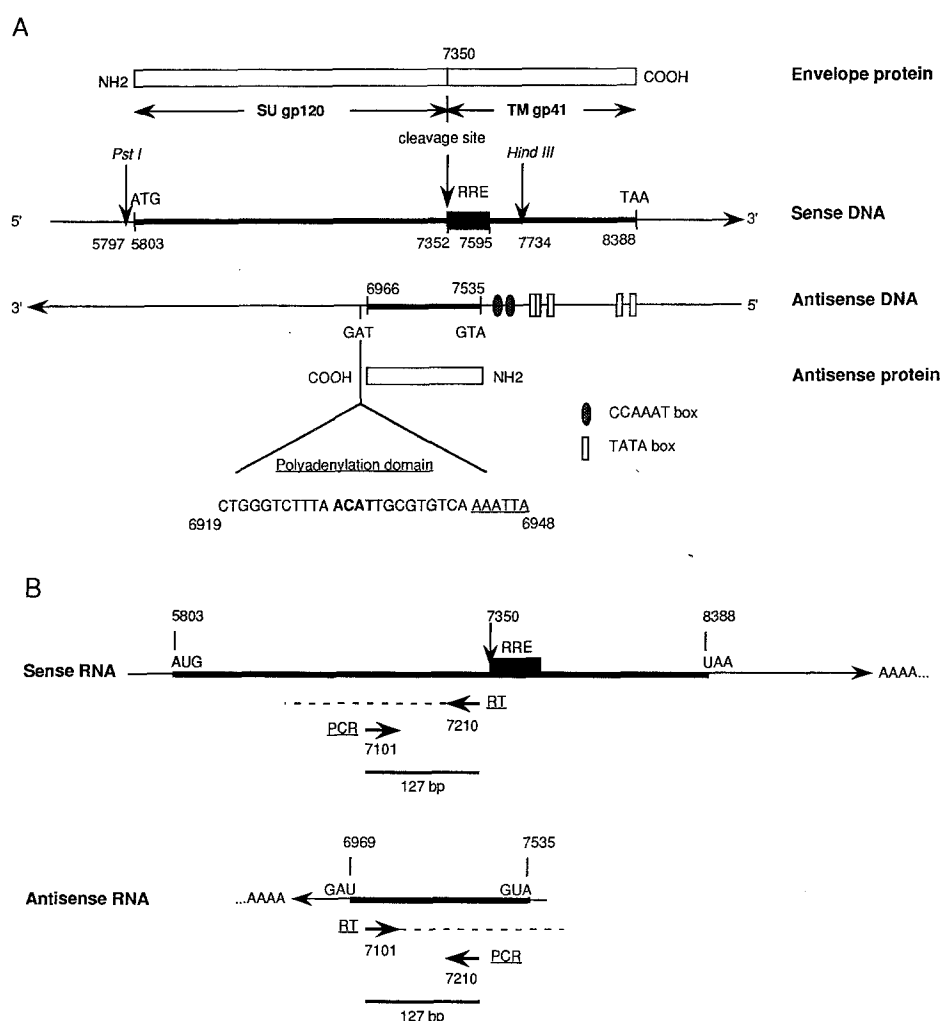 A
7350
NH2 COOH Envelope protein
SU gp120 TM gp41
cleavage site
Pst I Hind III
ATG RRE TAA
5' 3' Sense DNA
5797 5803 7352 7595 7734 8388
6966 7535
3' 5' Antisense DNA
GAT GTA
COOH NH2 Antisense protein
CCAAAT box
TATA box
Polyadenylation domain
CTGGGTCTTTA ACATTGCGTGTCA AAATTA
6919 6948
B
5803 7350 8388
RRE
AUG UAA
Sense RNA AAAA...
RT
PCR 7210
7101
127 bp
6969 7535
GAU GUA
Antisense RNA ...AAAA
RT
7101 PCR
7210
127 bp